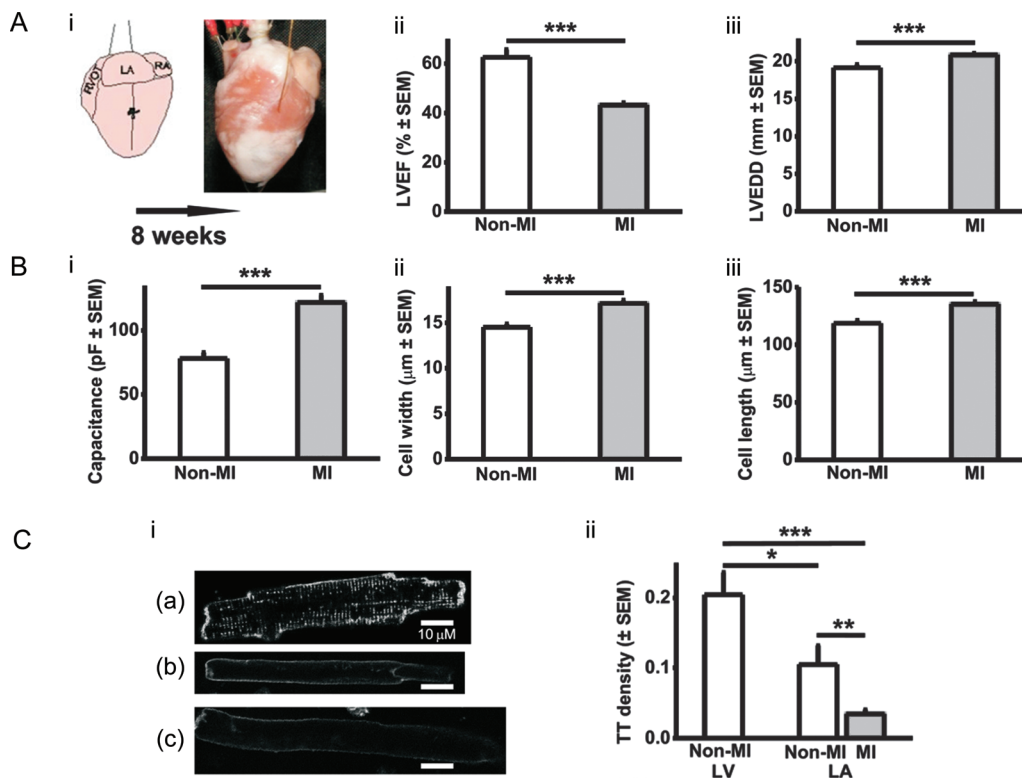 A
i
RVOT
LA
RA
8 weeks
ii
LVEF (% ± SEM)
60
40
20
0
***
Non-MI
MI
iii
LVEDD (mm ± SEM)
20
15
10
5
0
***
Non-MI
MI
B
i
Capacitance (pF ± SEM)
100
50
0
***
Non-MI
MI
ii
Cell width (μm ± SEM)
15
10
5
0
***
Non-MI
MI
iii
Cell length (μm ± SEM)
150
100
50
0
***
Non-MI
MI
C
i
(a)
10 μM
(b)
(c)
ii
TT density (± SEM)
0.2
0.1
0.0
***
*
**
Non-MI
Non-MI MI
LV
LA